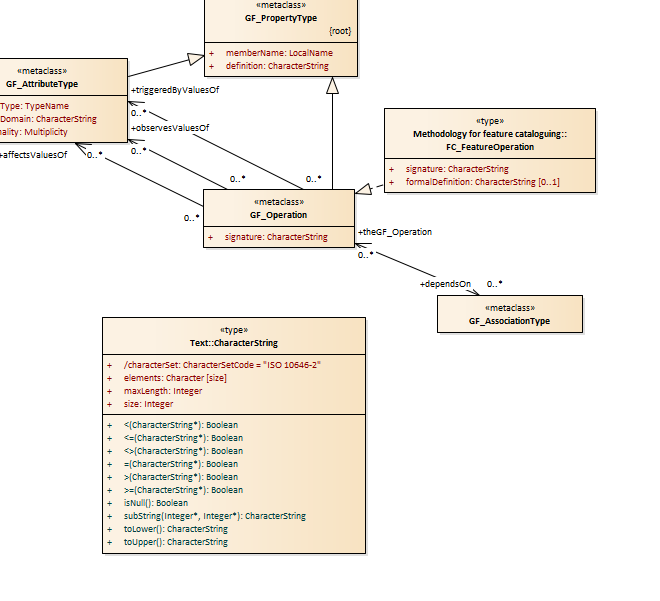 «metaclass»
GF_PropertyType
{root}
+ memberName: LocalName
+ definition: CharacterString
«metaclass»
GF_AttributeType
Type: TypeName
Domain: CharacterString
nality: Multiplicity
+triggeredByValuesOf
0..*
+observesValuesOf
0..*
+affectsValuesOf
0..*
«type»
Methodology for feature cataloguing::
FC_FeatureOperation
+ signature: CharacterString
+ formalDefinition: CharacterString [0..1]
0..*
0..*
0..*
«metaclass»
GF_Operation
+ signature: CharacterString
+theGF_Operation
0..*
+dependsOn
0..*
«metaclass»
GF_AssociationType
«type»
Text::CharacterString
+ /characterSet: CharacterSetCode = "ISO 10646-2"
+ elements: Character [size]
+ maxLength: Integer
+ size: Integer
+ <(CharacterString*): Boolean
+ <=(CharacterString*): Boolean
+ <>(CharacterString*): Boolean
+ =(CharacterString*): Boolean
+ >(CharacterString*): Boolean
+ >=(CharacterString*): Boolean
+ isNull(): Boolean
+ subString(Integer*, Integer*): CharacterString
+ toLower(): CharacterString
+ toUpper(): CharacterString